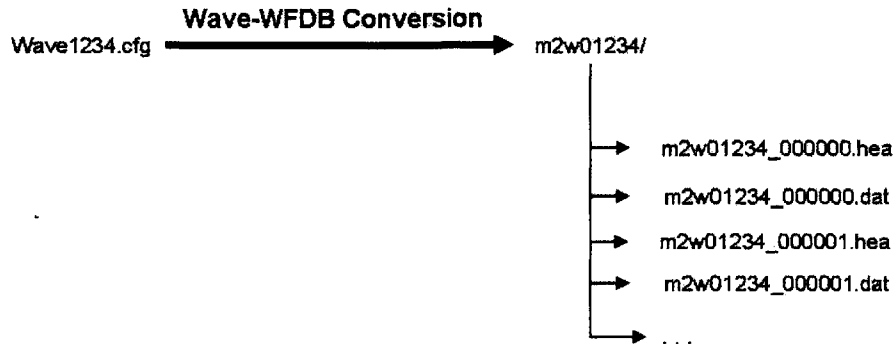 Wave-WFDB Conversion
Wave1234.cfg
m2w01234/
m2w01234_000000.hea
m2w01234_000000.dat
m2w01234_000001.hea
m2w01234_000001.dat
...